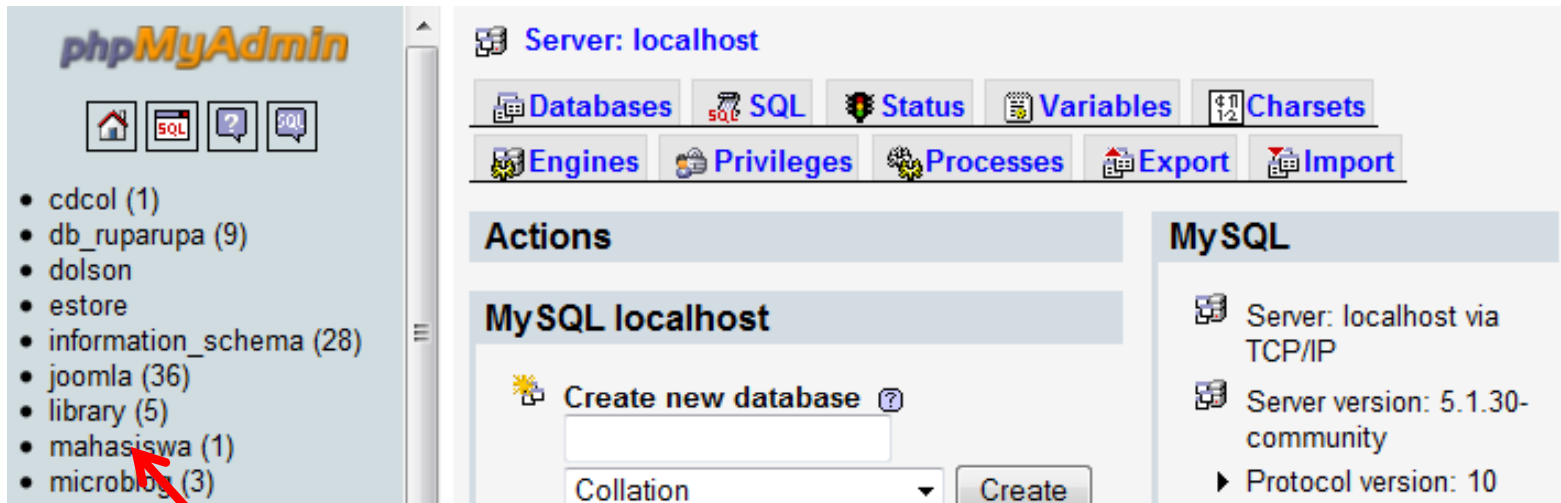 phpMyAdmin
SQL
SQL
cdcol (1)
db_ruparupa (9)
dolson
estore
information_schema (28)
joomla (36)
library (5)
mahasiswa (1)
microblog (3)
Server: localhost
Databases SQL Status Variables Charsets
Engines Privileges Processes Export Import
Actions
MySQL localhost
Create new database
Collation Create
MySQL
Server: localhost via
TCP/IP
Server version: 5.1.30-
community
Protocol version: 10